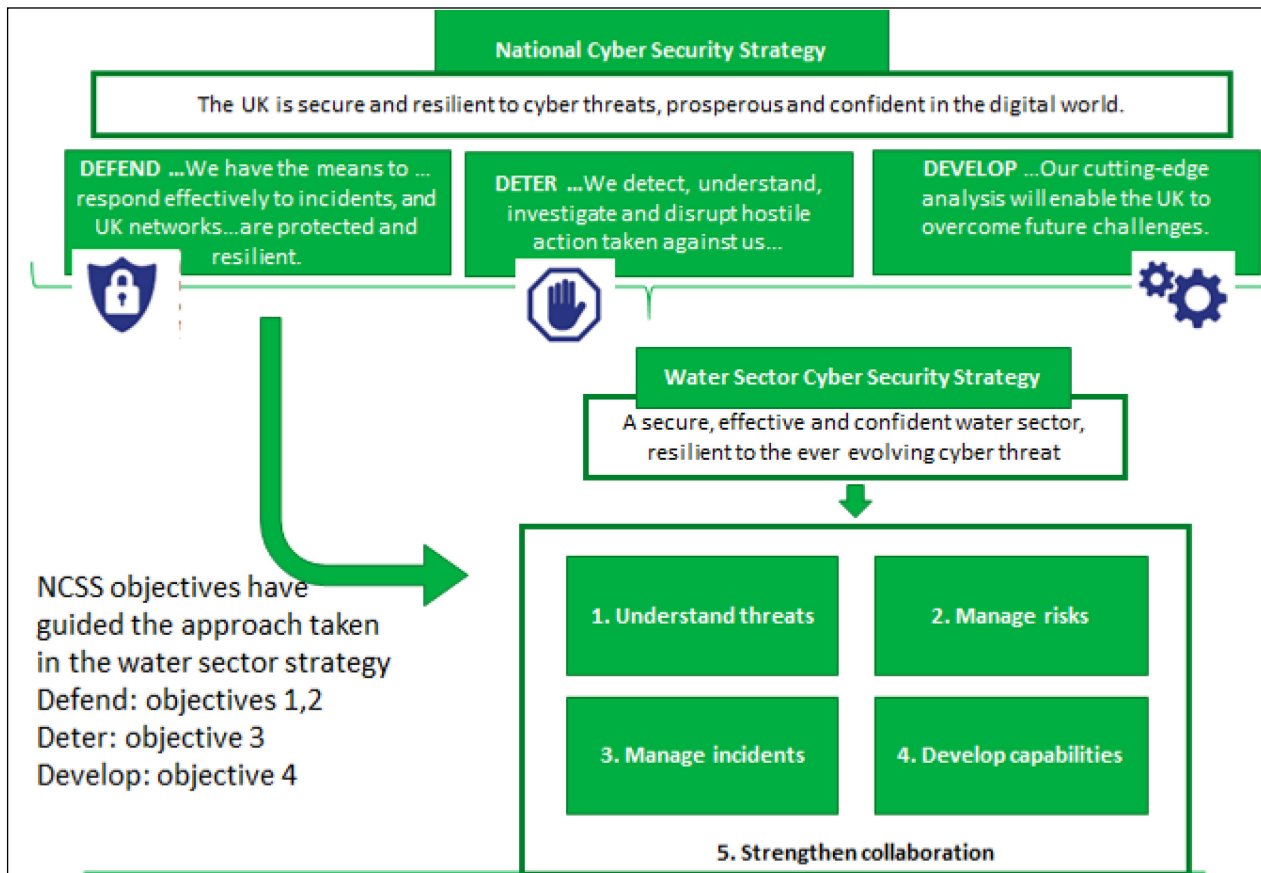 National Cyber Security Strategy
The UK is secure and resilient to cyber threats, prosperous and confident in the digital world.
DEFEND ...We have the means to ...
respond effectively to incidents, and
UK networks...are protected and
resilient.
DETER ...We detect, understand,
investigate and disrupt hostile
action taken against us...
DEVELOP ...Our cutting-edge
analysis will enable the UK to
overcome future challenges.
Water Sector Cyber Security Strategy
A secure, effective and confident water sector,
resilient to the ever evolving cyber threat
NCSS objectives have
guided the approach taken
in the water sector strategy
Defend: objectives 1,2
Deter: objective 3
Develop: objective 4
1. Understand threats
2. Manage risks
3. Manage incidents
4. Develop capabilities
5. Strengthen collaboration